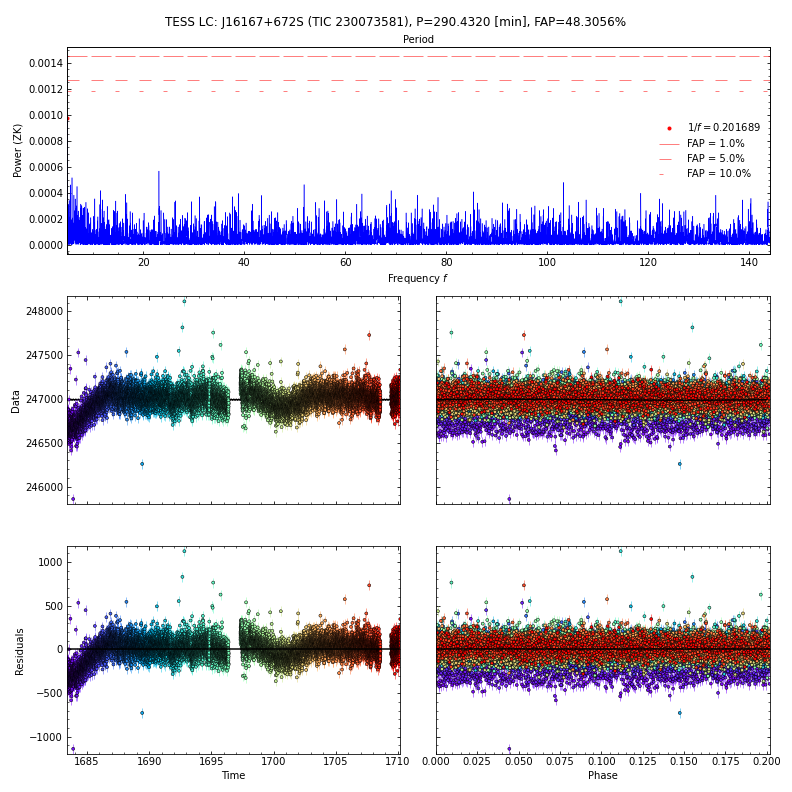 TESS LC: J16167+672S (TIC 230073581), P=290.4320 [min], FAP=48.3056%
Period
0.0014
0.0012
0.0010
0.0008
0.0006
0.0004
0.0002
0.0000
Power (ZK)
1/f = 0.201689
FAP = 1.0%
FAP = 5.0%
FAP = 10.0%
20 40 60 80 100 120 140
Frequency f
248000
247500
247000
246500
246000
Data
1000
500
0
−500
−1000
Residuals
1685 1690 1695 1700 1705 1710
Time
0.000 0.025 0.050 0.075 0.100 0.125 0.150 0.175 0.200
Phase